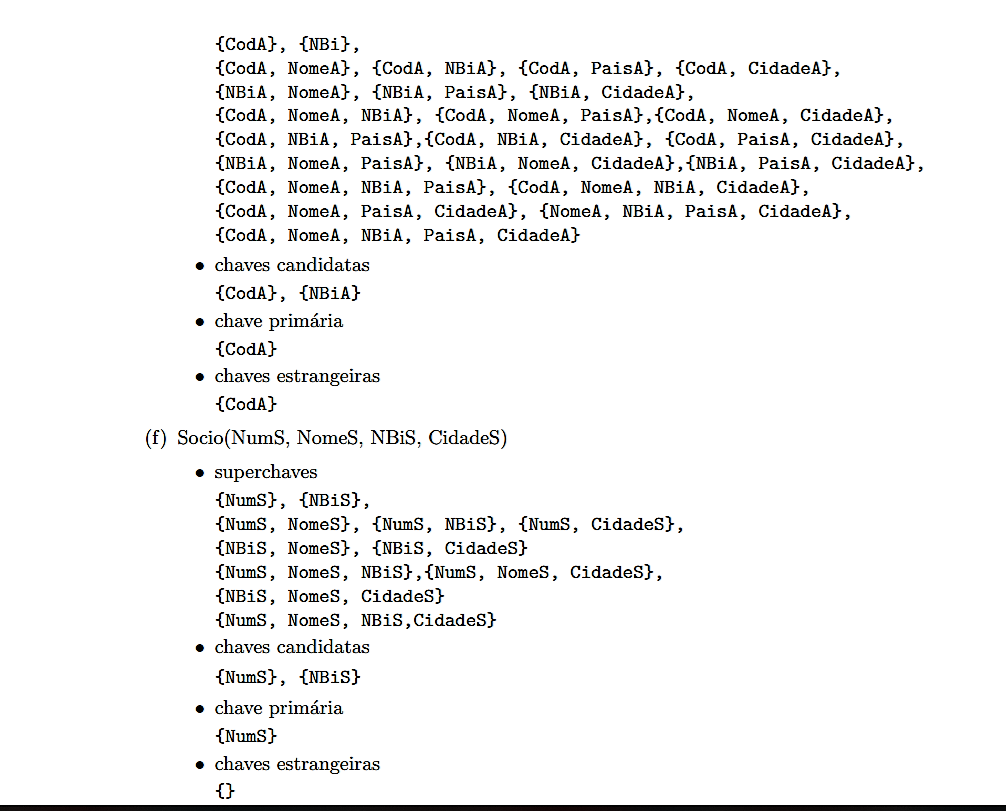 {CodA}, {NBi},
{CodA, NomeA}, {CodA, NBiA}, {CodA, PaisA}, {CodA, CidadeA},
{NBiA, NomeA}, {NBiA, PaisA}, {NBiA, CidadeA},
{CodA, NomeA, NBiA}, {CodA, NomeA, PaisA},{CodA, NomeA, CidadeA},
{CodA, NBiA, PaisA},{CodA, NBiA, CidadeA}, {CodA, PaisA, CidadeA},
{NBiA, NomeA, PaisA}, {NBiA, NomeA, CidadeA},{NBiA, PaisA, CidadeA},
{CodA, NomeA, NBiA, PaisA}, {CodA, NomeA, NBiA, CidadeA},
{CodA, NomeA, PaisA, CidadeA}, {NomeA, NBiA, PaisA, CidadeA},
{CodA, NomeA, NBiA, PaisA, CidadeA}
• chaves candidatas
{CodA}, {NBiA}
• chave primária
{CodA}
• chaves estrangeiras
{CodA}
(f) Socio(NumS, NomeS, NBiS, CidadeS)
• superchaves
{NumS}, {NBiS},
{NumS, NomeS}, {NumS, NBiS}, {NumS, CidadeS},
{NBiS, NomeS}, {NBiS, CidadeS}
{NumS, NomeS, NBiS},{NumS, NomeS, CidadeS},
{NBiS, NomeS, CidadeS}
{NumS, NomeS, NBiS,CidadeS}
• chaves candidatas
{NumS}, {NBiS}
• chave primária
{NumS}
• chaves estrangeiras
{}